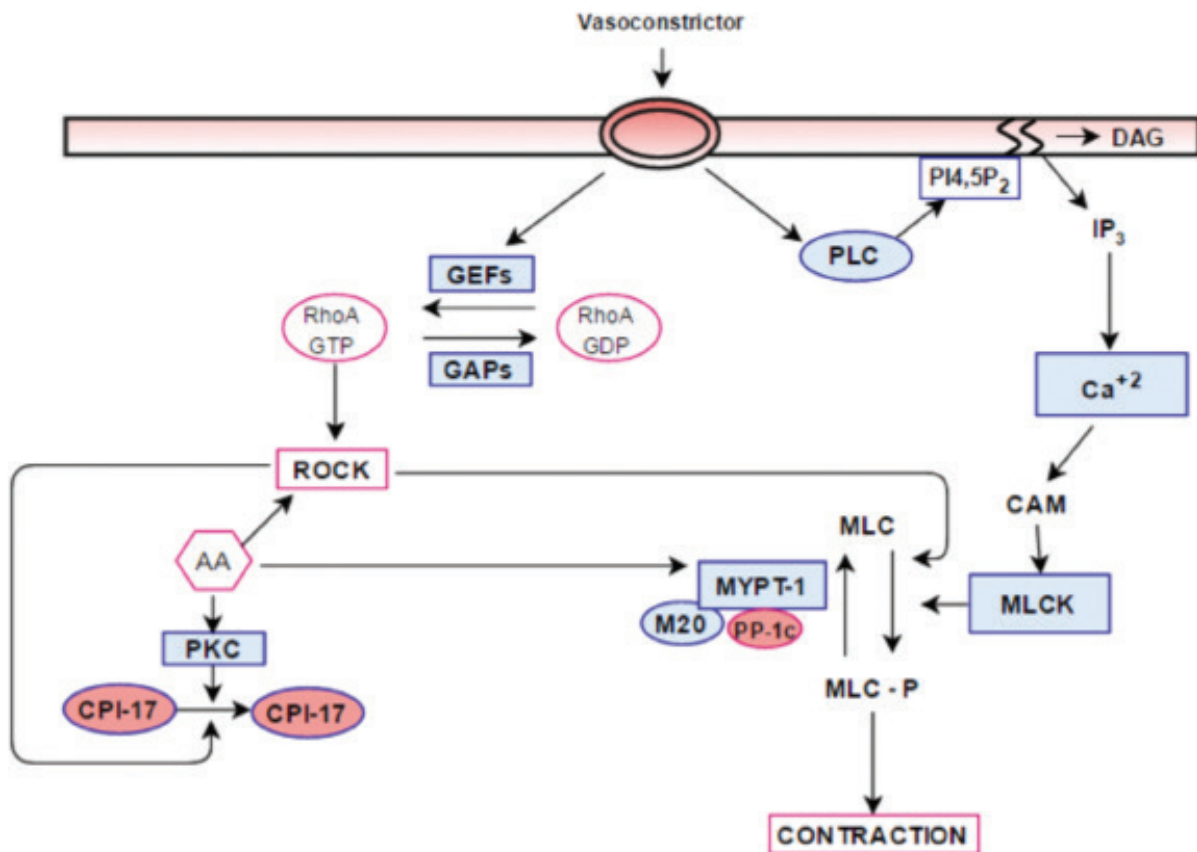 Vasoconstrictor
DAG
PI4,5P₂
IP₃
PLC
GEFs
RhoA
GTP
RhoA
GDP
GAPs
Ca⁺²
ROCK
CAM
MLC
AA
MYPT-1
MLCK
M20
PP-1c
PKC
MLC - P
CPI-17
CPI-17
CONTRACTION